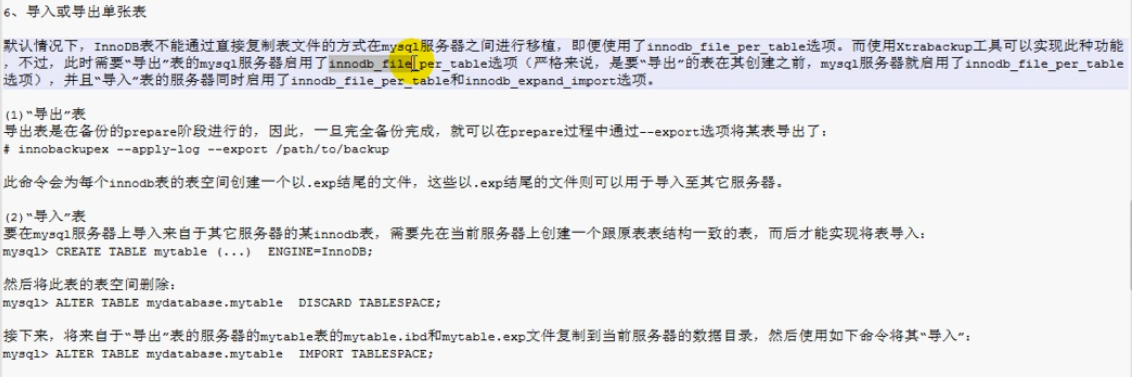 6、导入或导出单张表
默认情况下，InnoDB表不能通过直接复制表文件的方式在mysql服务器之间进行移植，即便使用了innodb_file_per_table选项。而使用Xtrabackup工具可以实现此种功能
，不过，此时需要“导出”表的mysql服务器启用了innodb_file_per_table选项（严格来说，是要“导出”的表在其创建之前，mysql服务器就启用了innodb_file_per_table
选项），并且“导入”表的服务器同时启用了innodb_file_per_table和innodb_expand_import选项。
(1)“导出”表
导出表是在备份的prepare阶段进行的，因此，一旦完全备份完成，就可以在prepare过程中通过--export选项将某表导出了：
# innobackupex --apply-log --export /path/to/backup
此命令会为每个innodb表的表空间创建一个以.exp结尾的文件，这些以.exp结尾的文件则可以用于导入至其它服务器。
(2)“导入”表
要在mysql服务器上导入来自于其它服务器的某innodb表，需要先在当前服务器上创建一个跟原表表结构一致的表，而后才能实现将表导入：
mysql> CREATE TABLE mytable (...)  ENGINE=InnoDB;
然后将此表的表空间删除：
mysql> ALTER TABLE mydatabase.mytable  DISCARD TABLESPACE;
接下来，将来自于“导出”表的服务器的mytable表的mytable.ibd和mytable.exp文件复制到当前服务器的数据目录，然后使用如下命令将其“导入”：
mysql> ALTER TABLE mydatabase.mytable  IMPORT TABLESPACE;